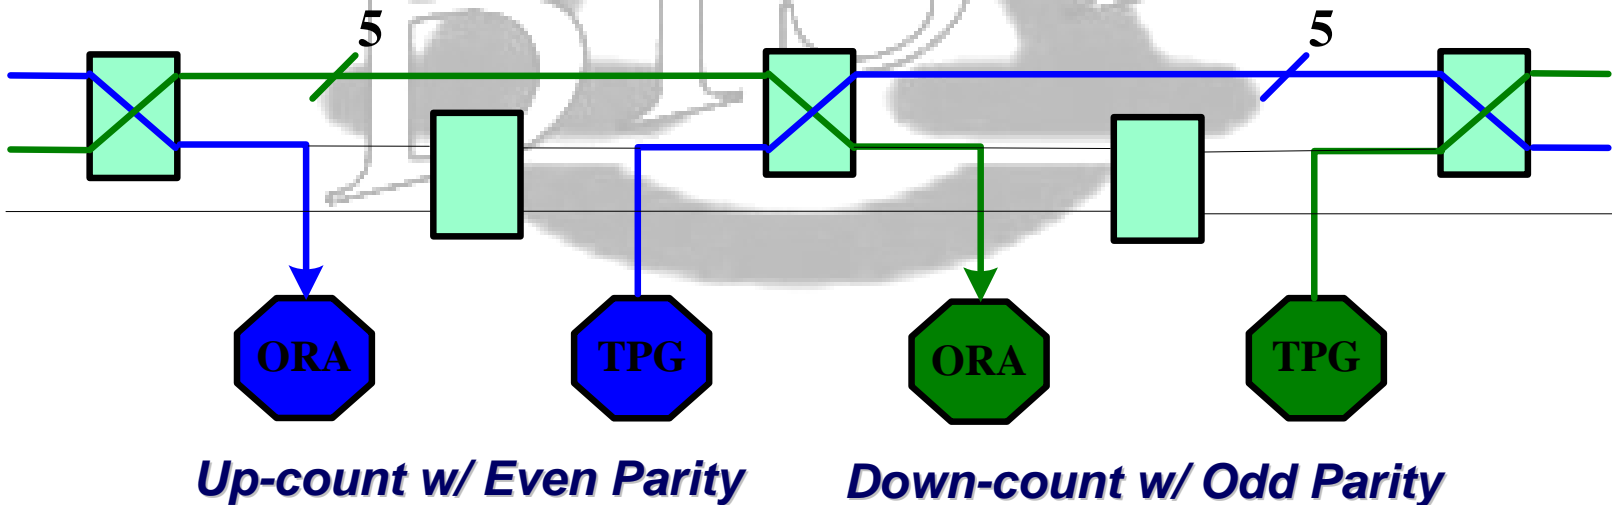 5 5
ORA TPG ORA TPG
Up-count w/ Even Parity Down-count w/ Odd Parity